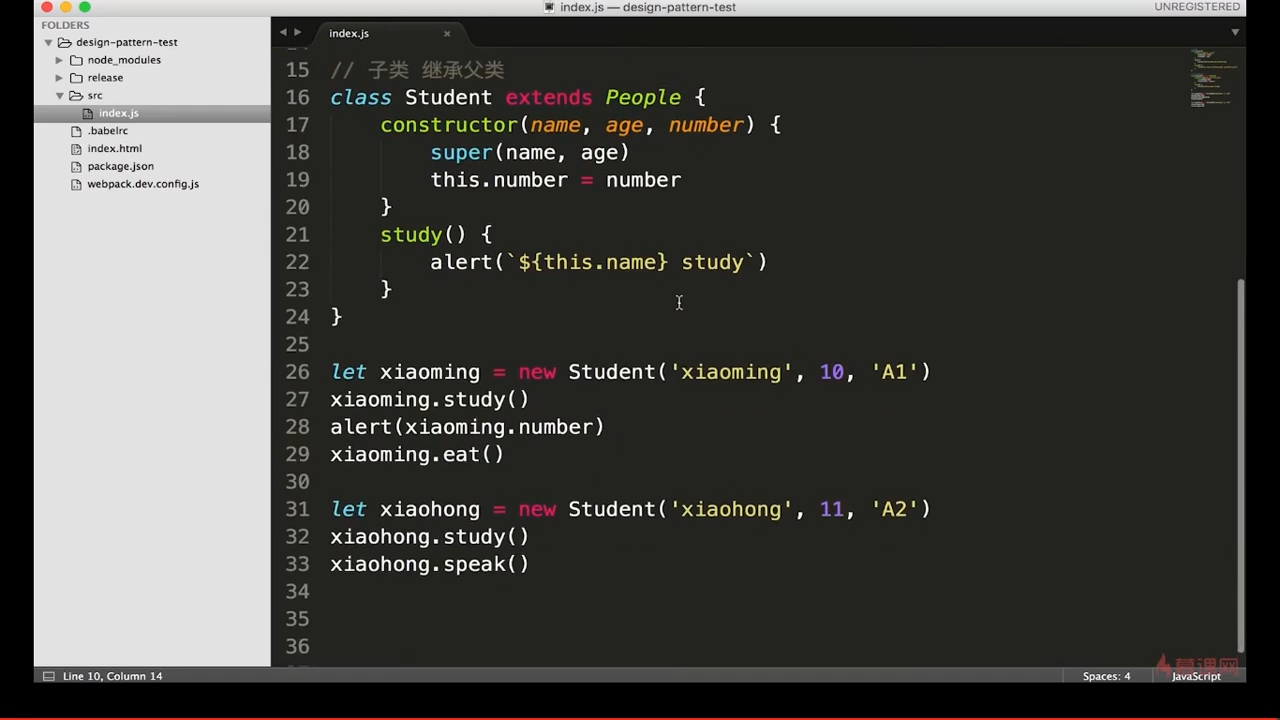 index.js — design-pattern-test
UNREGISTERED
FOLDERS
design-pattern-test
node_modules
release
src
index.js
.babelrc
index.html
package.json
webpack.dev.config.js
index.js ×
15 // 子类 继承父类
16 class Student extends People {
17 constructor(name, age, number) {
18 super(name, age)
19 this.number = number
20 }
21 study() {
22 alert(`${this.name} study`)
23 }
24 }
25
26 let xiaoming = new Student('xiaoming', 10, 'A1')
27 xiaoming.study()
28 alert(xiaoming.number)
29 xiaoming.eat()
30
31 let xiaohong = new Student('xiaohong', 11, 'A2')
32 xiaohong.study()
33 xiaohong.speak()
34
35
36
慕课网
Line 10, Column 14
Spaces: 4
JavaScript